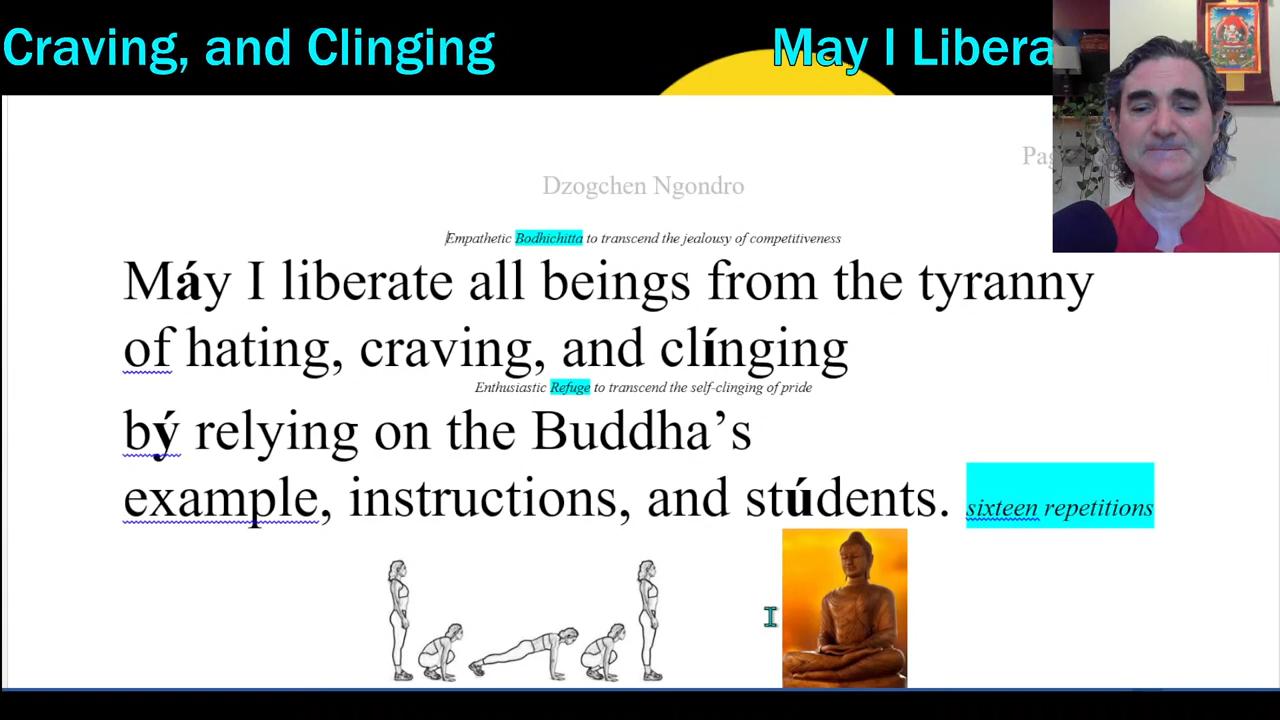 Craving, and Clinging May I Libera
Dzogchen Ngondro
Empathetic Bodhichitta to transcend the jealousy of competitiveness
Máy I liberate all beings from the tyranny
of hating, craving, and clínging
Enthusiastic Refuge to transcend the self-clinging of pride
bý relying on the Buddha’s
example, instructions, and stúdents. sixteen repetitions